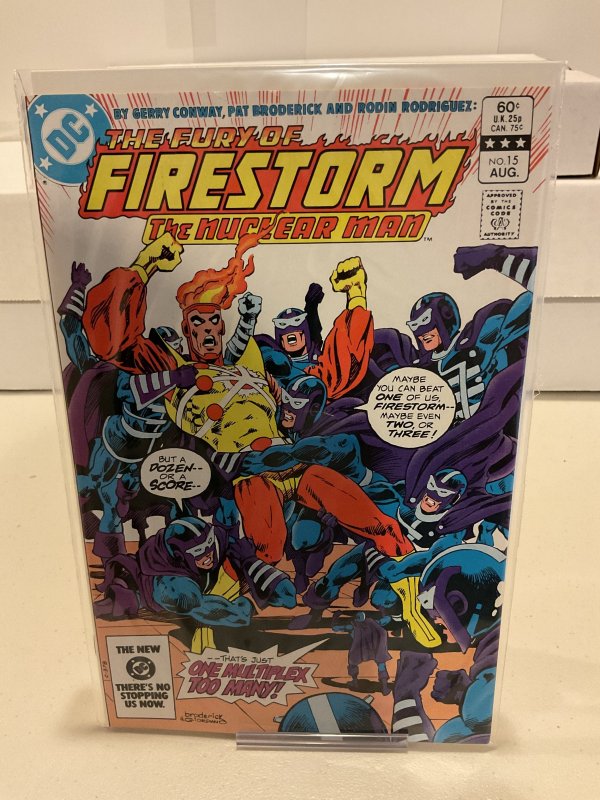 BY GERRY CONWAY, PAT BRODERICK AND RODIN RODRIGUEZ:
DC
THE FURY OF
FIRESTORM
THE NUCLEAR MAN
TM
60¢
U.K. 25p
CAN. 75¢
NO. 15
AUG.
APPROVED
BY THE
COMICS
CODE
AUTHORITY
MAYBE
YOU CAN BEAT
ONE OF US,
FIRESTORM--
MAYBE EVEN
TWO, OR
THREE!
BUT A
DOZEN--
OR A
SCORE--
--THAT'S JUST
ONE MULTIPLEX
TOO MANY!
THE NEW
DC
THERE'S NO
STOPPING
US NOW.
broderick
& GIORDANO